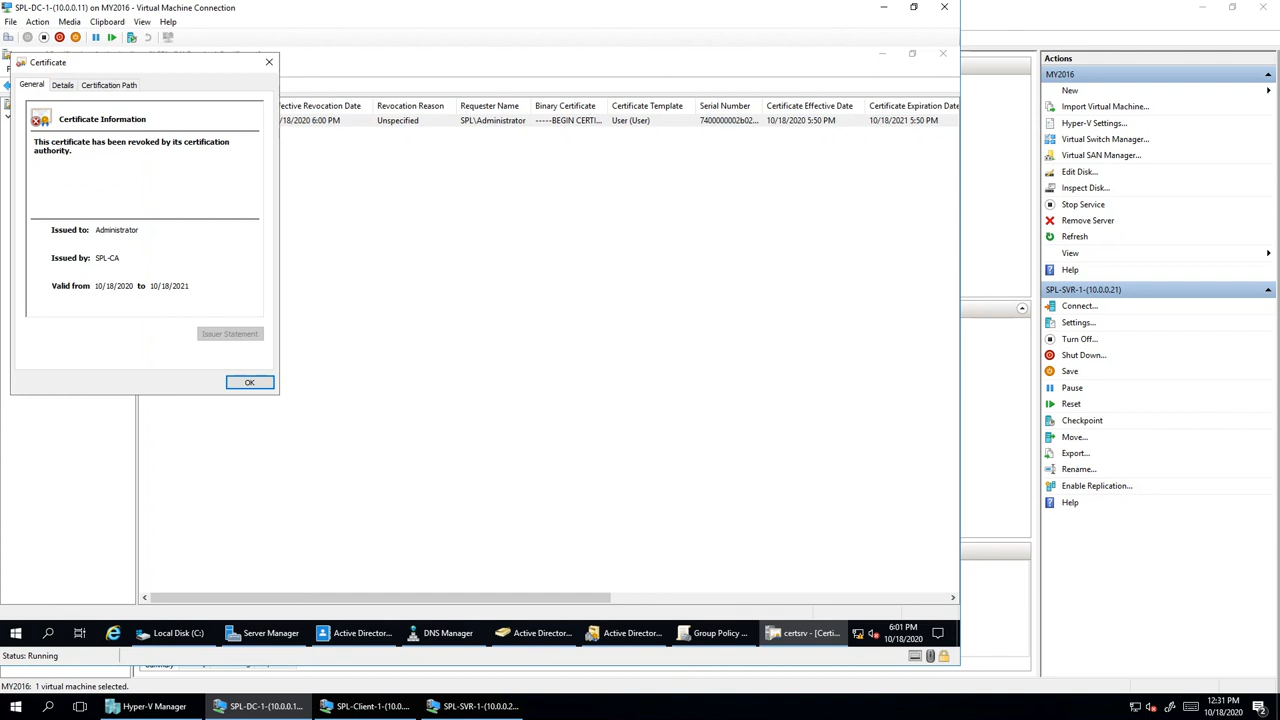 SPL-DC-1-(10.0.0.11) on MY2016 - Virtual Machine Connection
File Action Media Clipboard View Help
Certificate
General Details Certification Path
Certificate Information
This certificate has been revoked by its certification
authority.
Issued to: Administrator
Issued by: SPL-CA
Valid from 10/18/2020 to 10/18/2021
Issuer Statement
OK
fective Revocation Date Revocation Reason Requester Name Binary Certificate Certificate Template Serial Number Certificate Effective Date Certificate Expiration Date
/18/2020 6:00 PM Unspecified SPL\Administrator -----BEGIN CERTI... User (User) 7400000002b02... 10/18/2020 5:50 PM 10/18/2021 5:50 PM
Actions
MY2016
New
Import Virtual Machine...
Hyper-V Settings...
Virtual Switch Manager...
Virtual SAN Manager...
Edit Disk...
Inspect Disk...
Stop Service
Remove Server
Refresh
View
Help
SPL-SVR-1-(10.0.0.21)
Connect...
Settings...
Turn Off...
Shut Down...
Save
Pause
Reset
Checkpoint
Move...
Export...
Rename...
Enable Replication...
Help
Local Disk (C:) Server Manager Active Director... DNS Manager Active Director... Active Director... Group Policy ... certsrv - [Certi... 6:01 PM
10/18/2020
Status: Running
MY2016: 1 virtual machine selected.
Hyper-V Manager SPL-DC-1-(10.0.0.1... SPL-Client-1-(10.0.0.... SPL-SVR-1-(10.0.0.2... 12:31 PM
10/18/2020 2